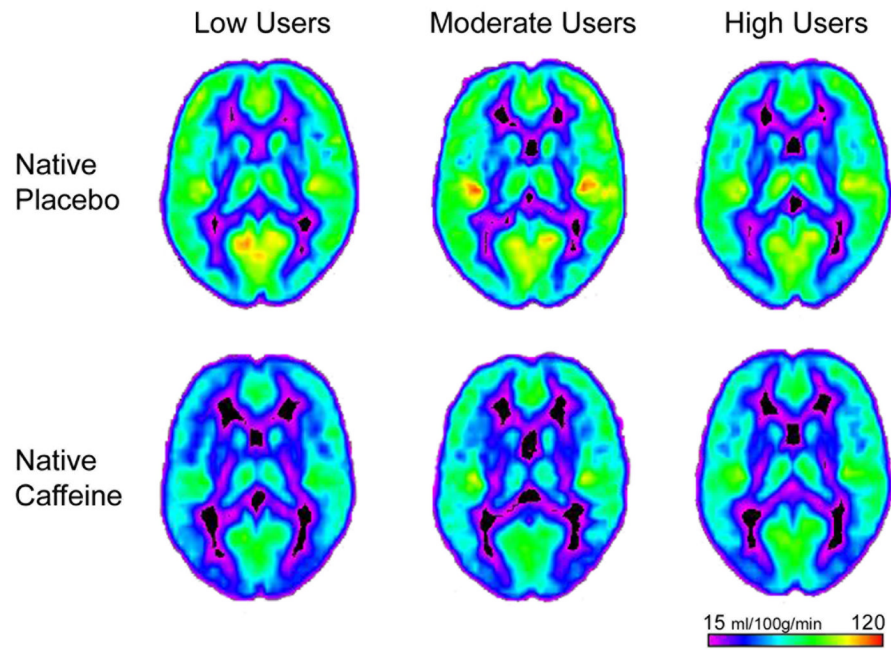 Low Users
Moderate Users
High Users
Native
Placebo
Native
Caffeine
15 ml/100g/min 120